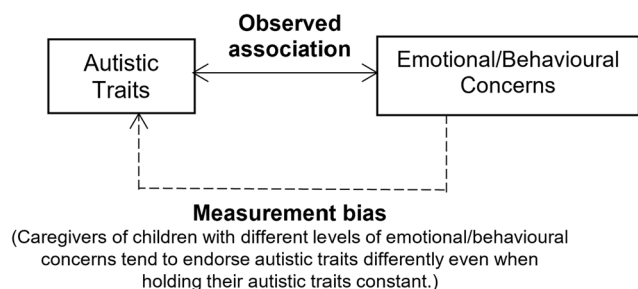 Observed
association
Autistic
Traits
Emotional/Behavioural
Concerns
Measurement bias
(Caregivers of children with different levels of emotional/behavioural
concerns tend to endorse autistic traits differently even when
holding their autistic traits constant.)